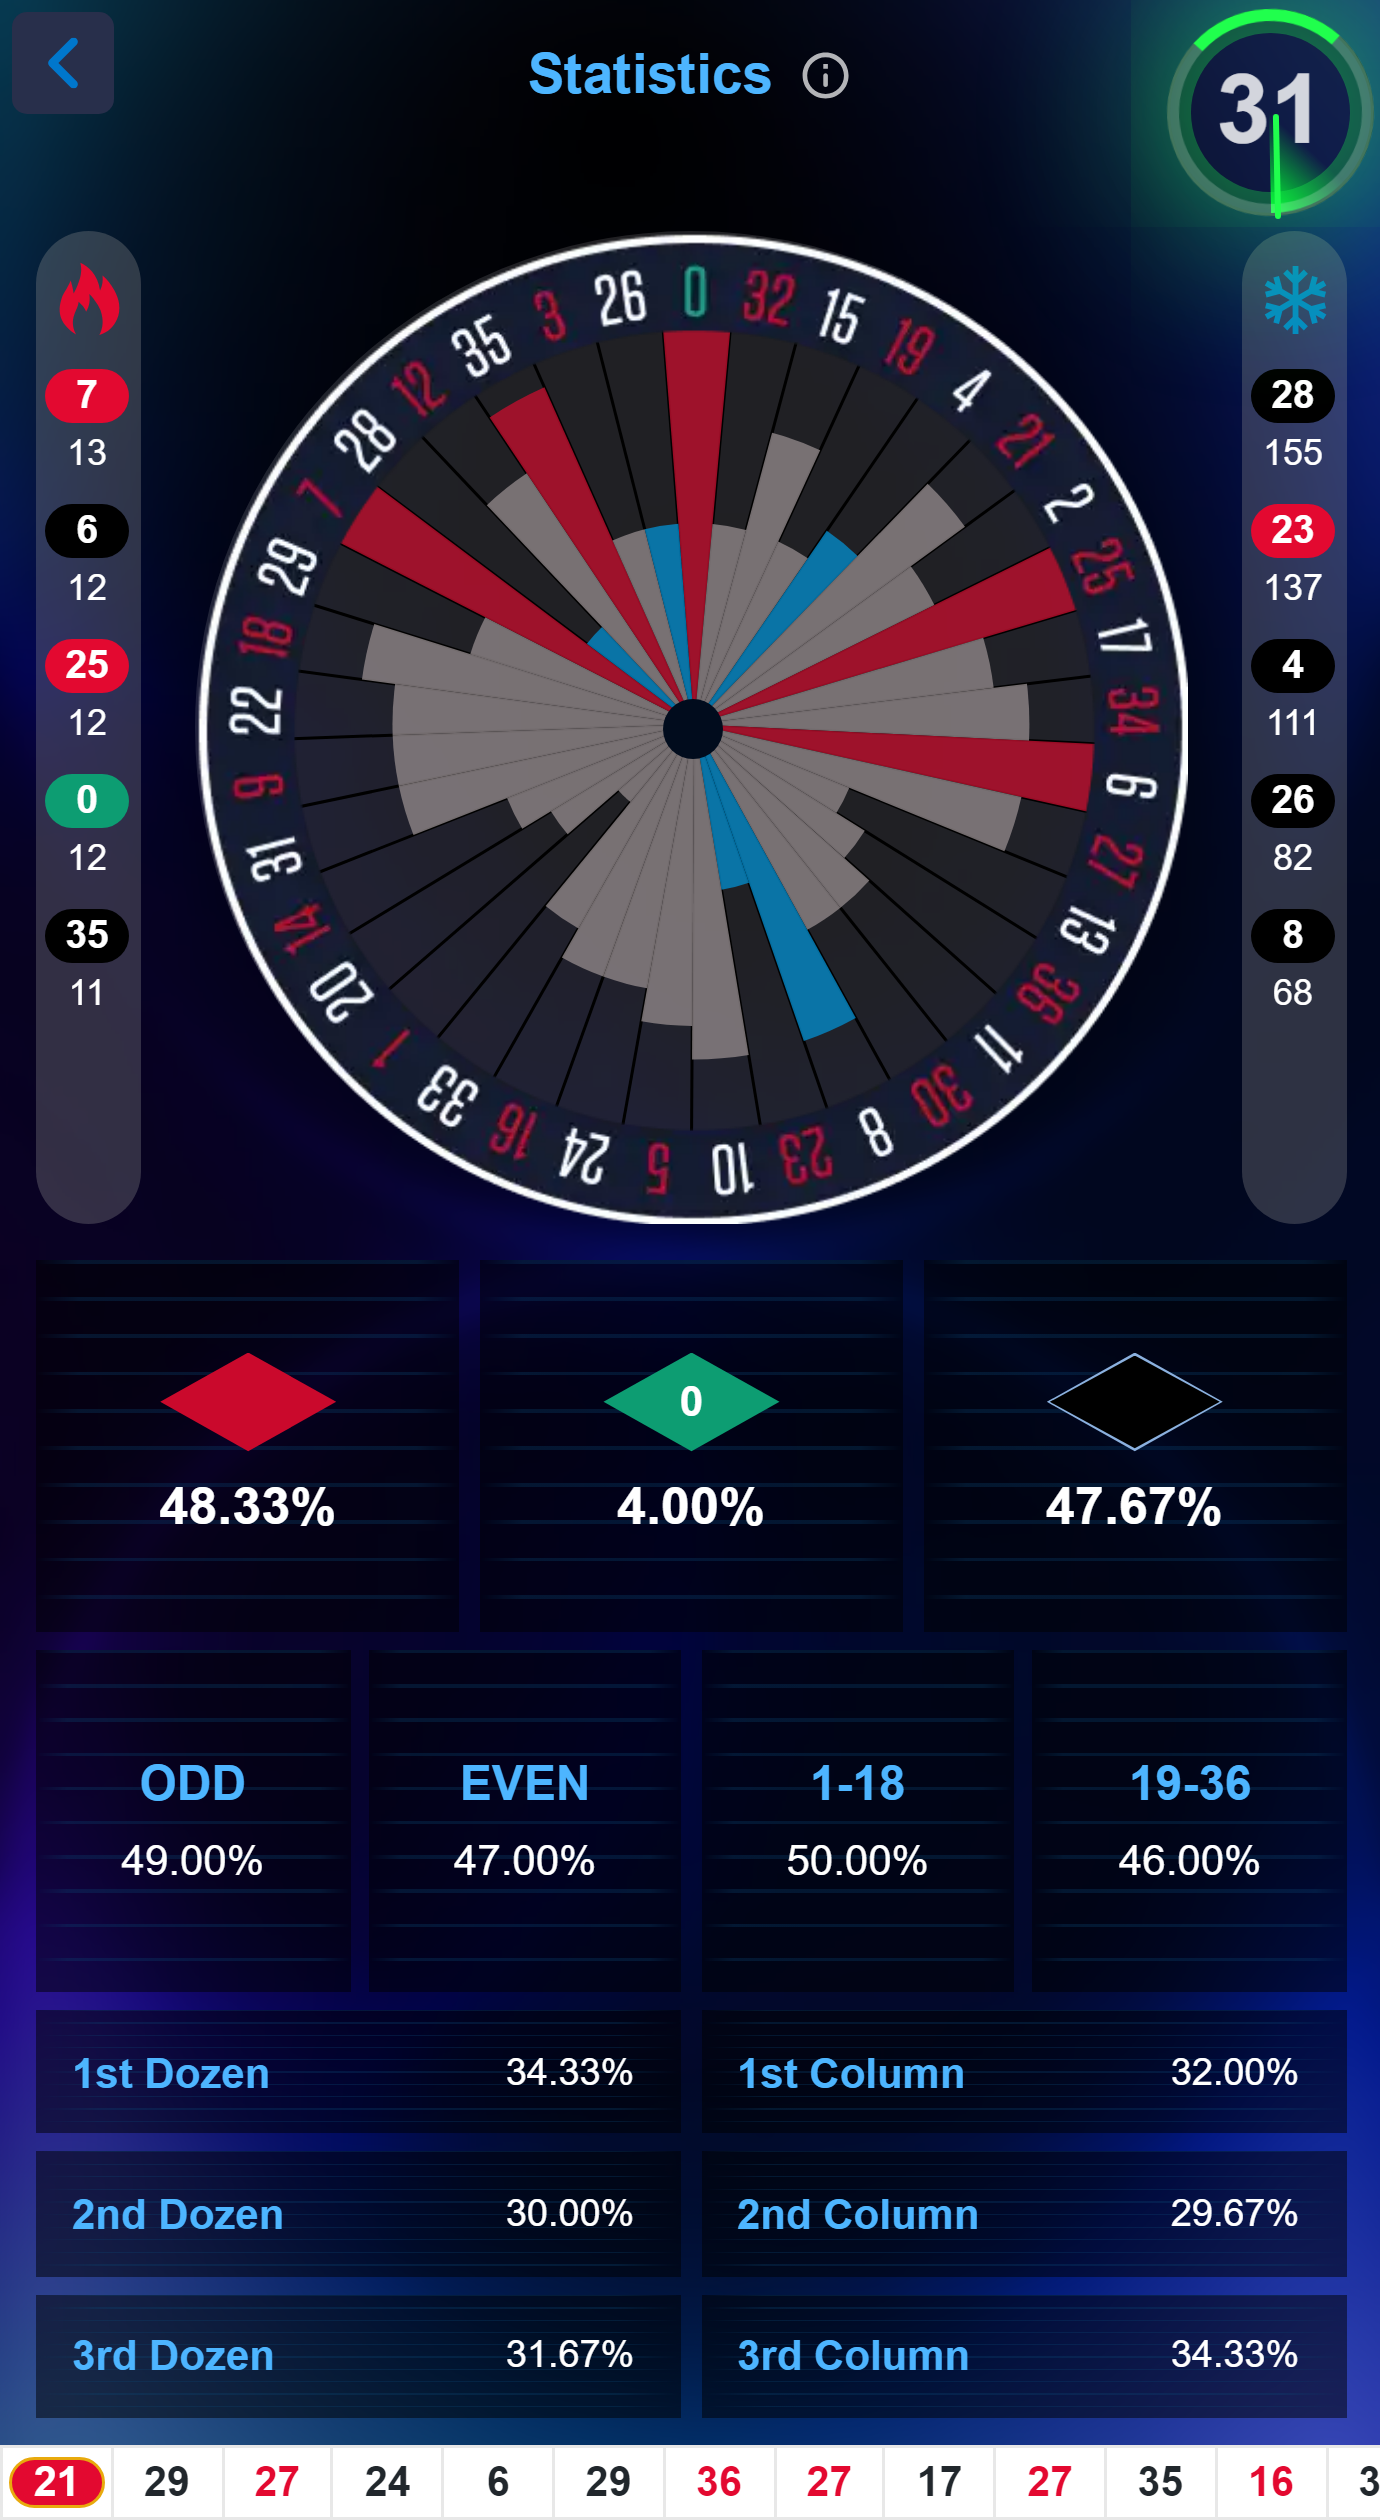 Statistics
31
7
13
6
12
25
12
0
12
35
11
0 32 15 19 4 21 2 25 17 34 6 27 13 36 11 30 8 23 10 5 24 16 33 1 20 14 31 9 22 18 29 7 28 12 35 3 26
28
155
23
137
4
111
26
82
8
68
0
48.33% 4.00% 47.67%
ODD EVEN 1-18 19-36
49.00% 47.00% 50.00% 46.00%
1st Dozen 34.33% 1st Column 32.00%
2nd Dozen 30.00% 2nd Column 29.67%
3rd Dozen 31.67% 3rd Column 34.33%
21 29 27 24 6 29 36 27 17 27 35 16 3